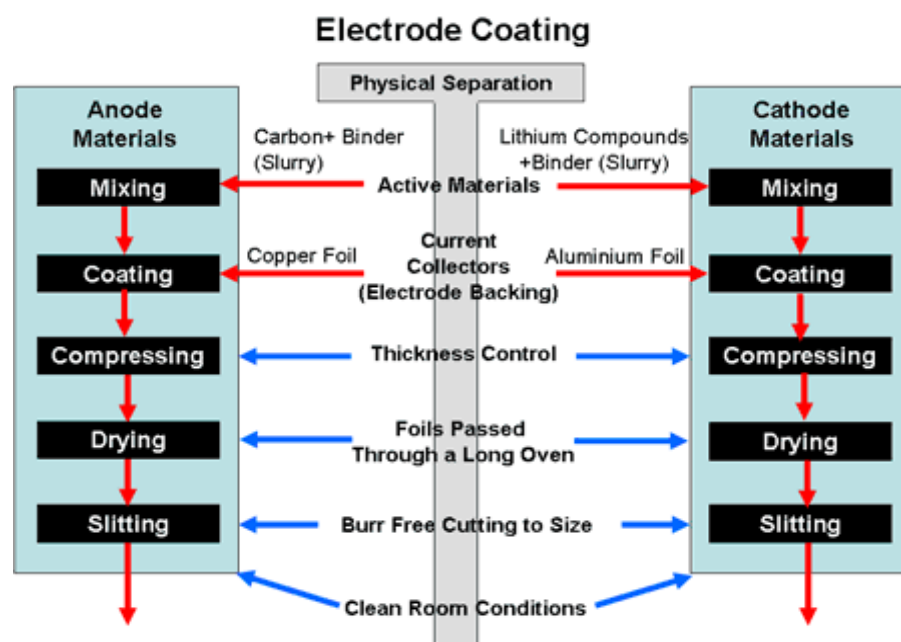 Electrode Coating
Physical Separation
Anode
Materials
Cathode
Materials
Carbon+ Binder
(Slurry)
Lithium Compounds
+Binder (Slurry)
Mixing
Active Materials
Mixing
Copper Foil
Current
Collectors
(Electrode Backing)
Aluminium Foil
Coating
Coating
Compressing
Thickness Control
Compressing
Drying
Foils Passed
Through a Long Oven
Drying
Slitting
Burr Free Cutting to Size
Slitting
Clean Room Conditions